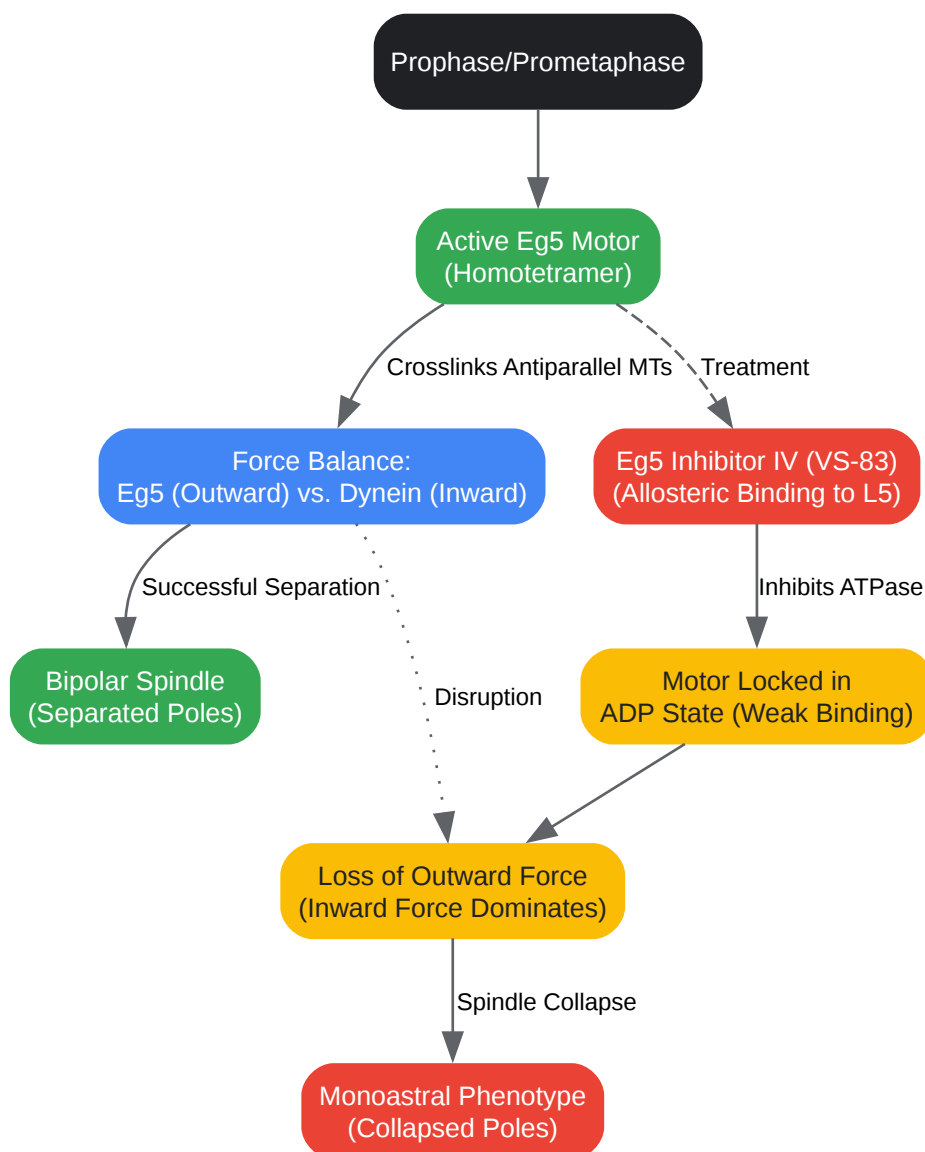 Prophase/Prometaphase
Active Eg5 Motor
(Homotetramer)
Crosslinks Antiparallel MTs
Treatment
Force Balance:
Eg5 (Outward) vs. Dynein (Inward)
Eg5 Inhibitor IV (VS-83)
(Allosteric Binding to L5)
Successful Separation
Inhibits ATPase
Bipolar Spindle
(Separated Poles)
Disruption
Motor Locked in
ADP State (Weak Binding)
Loss of Outward Force
(Inward Force Dominates)
Spindle Collapse
Monoastral Phenotype
(Collapsed Poles)